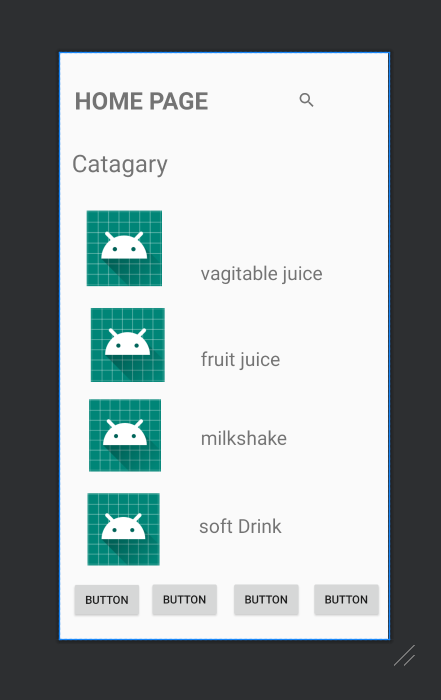 HOME PAGE
Catagary
vagitable juice
fruit juice
milkshake
soft Drink
BUTTON BUTTON BUTTON BUTTON